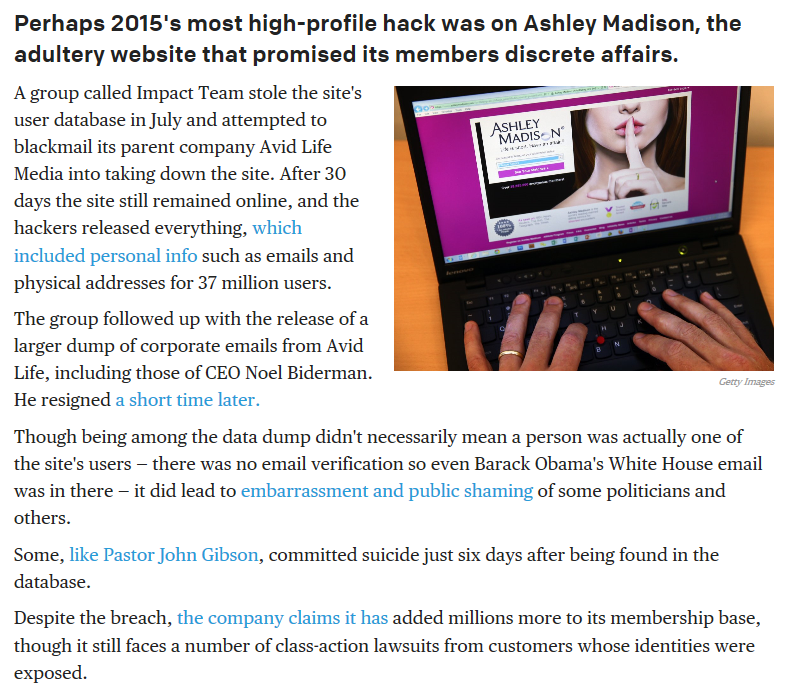 Perhaps 2015's most high-profile hack was on Ashley Madison, the
adultery website that promised its members discrete affairs.
A group called Impact Team stole the site's
user database in July and attempted to
blackmail its parent company Avid Life
Media into taking down the site. After 30
days the site still remained online, and the
hackers released everything, which
included personal info such as emails and
physical addresses for 37 million users.
ASHLEY
MADISON
Getty Images
The group followed up with the release of a
larger dump of corporate emails from Avid
Life, including those of CEO Noel Biderman.
He resigned a short time later.
Though being among the data dump didn't necessarily mean a person was actually one of
the site's users – there was no email verification so even Barack Obama's White House email
was in there – it did lead to embarrassment and public shaming of some politicians and
others.
Some, like Pastor John Gibson, committed suicide just six days after being found in the
database.
Despite the breach, the company claims it has added millions more to its membership base,
though it still faces a number of class-action lawsuits from customers whose identities were
exposed.